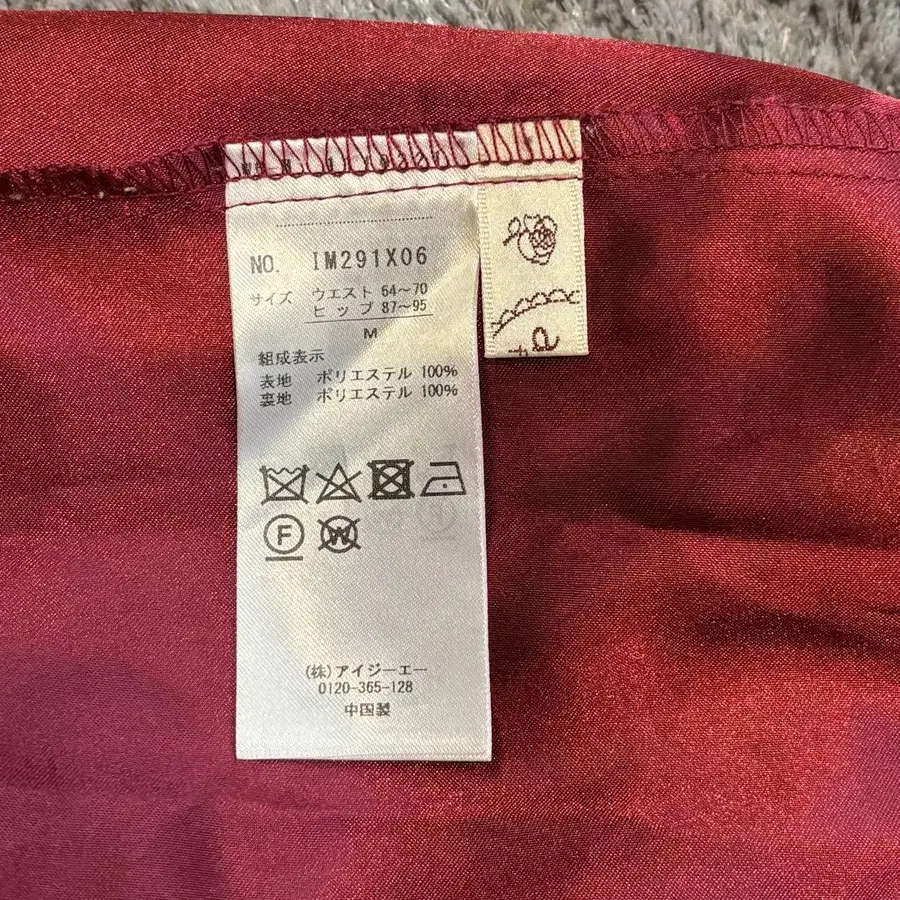 NO. IM291X06
サイズ ウエスト 64～70
ヒップ 87～95
M
組成表示
表地 ポリエステル 100%
裏地 ポリエステル 100%
F
W
(株)アイジーエー
0120-365-128
中国製